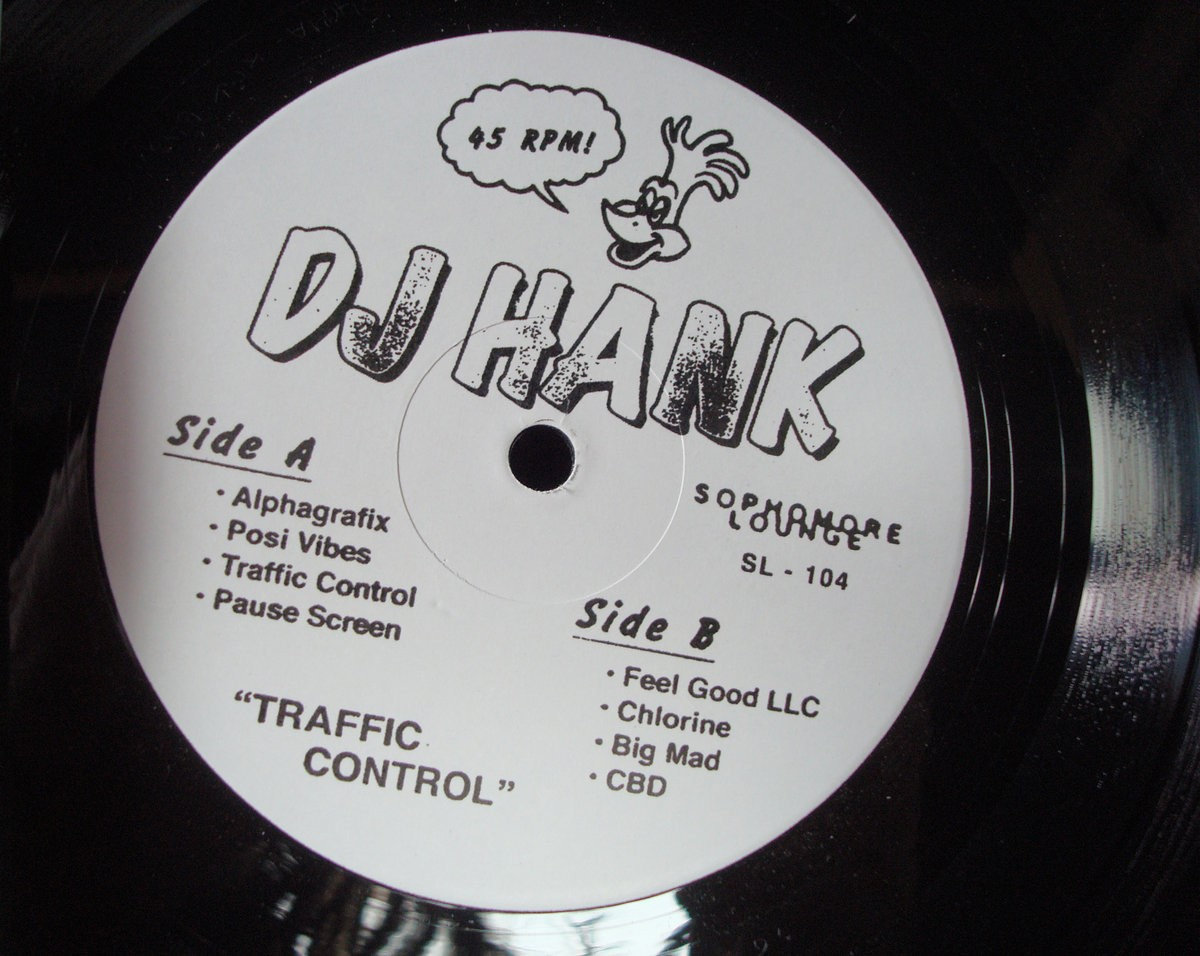 45 RPM!
DJ HANK
Side A
• Alphagrafix
• Posi Vibes
• Traffic Control
• Pause Screen
SOPHOMORE
LOUNGE
SL - 104
Side B
• Feel Good LLC
• Chlorine
• Big Mad
• CBD
“TRAFFIC
CONTROL”